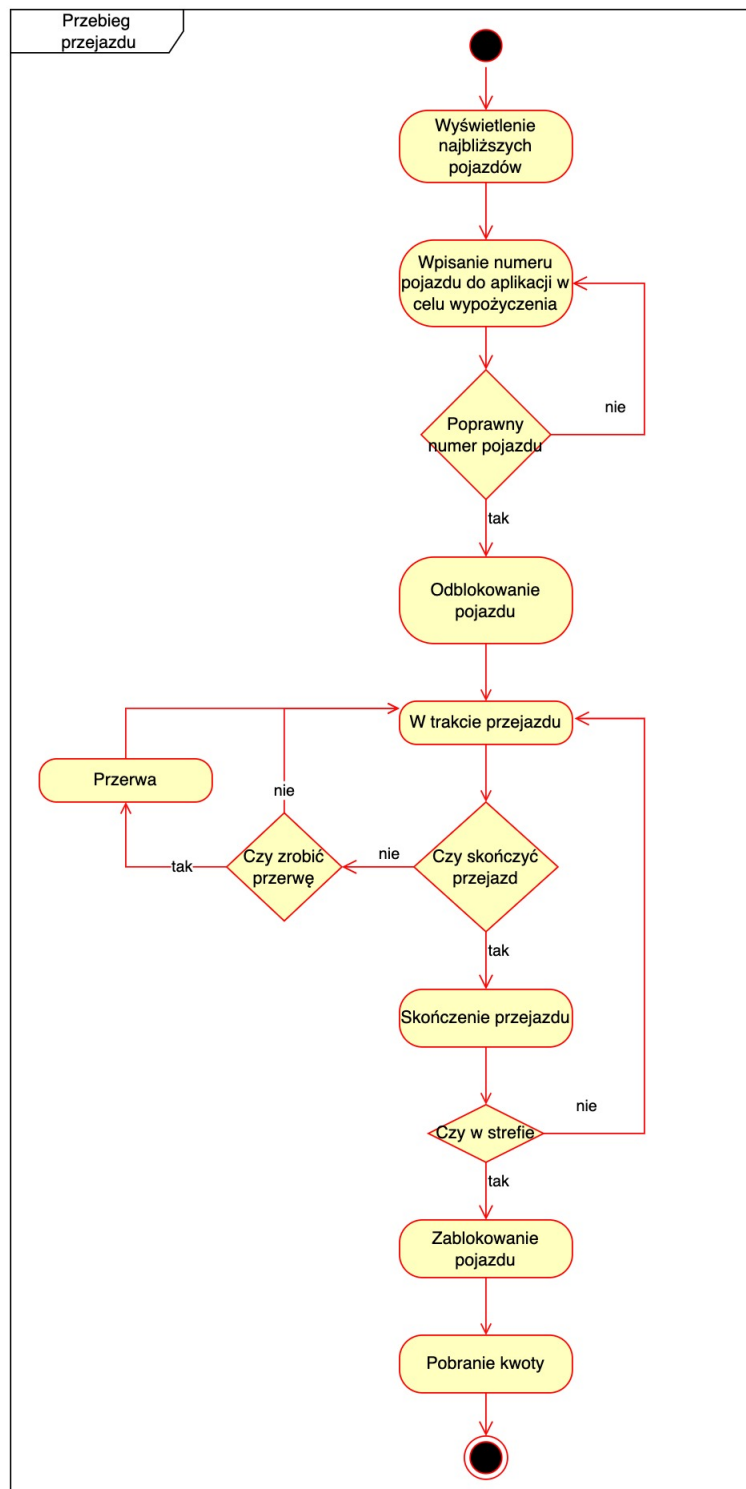 Przebieg
przejazdu
Wyświetlenie
najbliższych
pojazdów
Wpisanie numeru
pojazdu do aplikacji w
celu wypożyczenia
nie
Poprawny
numer pojazdu
tak
Odblokowanie
pojazdu
W trakcie przejazdu
Przerwa
nie
tak
Czy zrobić
przerwę
nie
Czy skończyć
przejazd
tak
Skończenie przejazdu
nie
Czy w strefie
tak
Zablokowanie
pojazdu
Pobranie kwoty